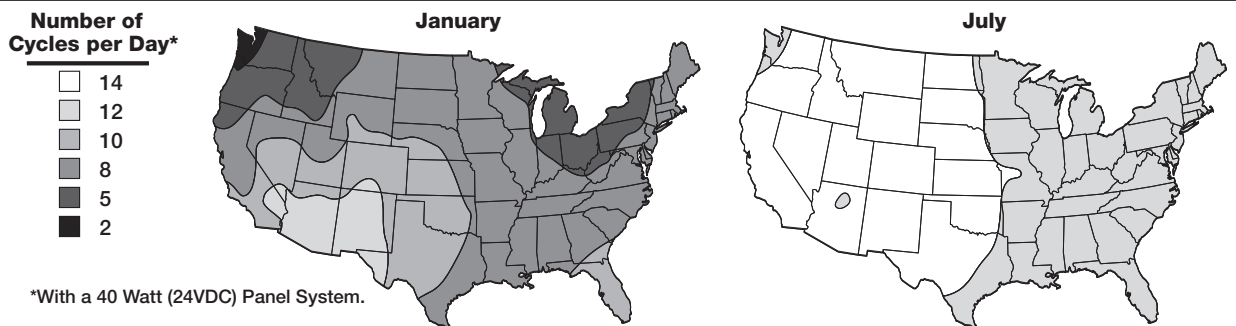 Number of
Cycles per Day*
14
12
10
8
5
2
January
July
*With a 40 Watt (24VDC) Panel System.